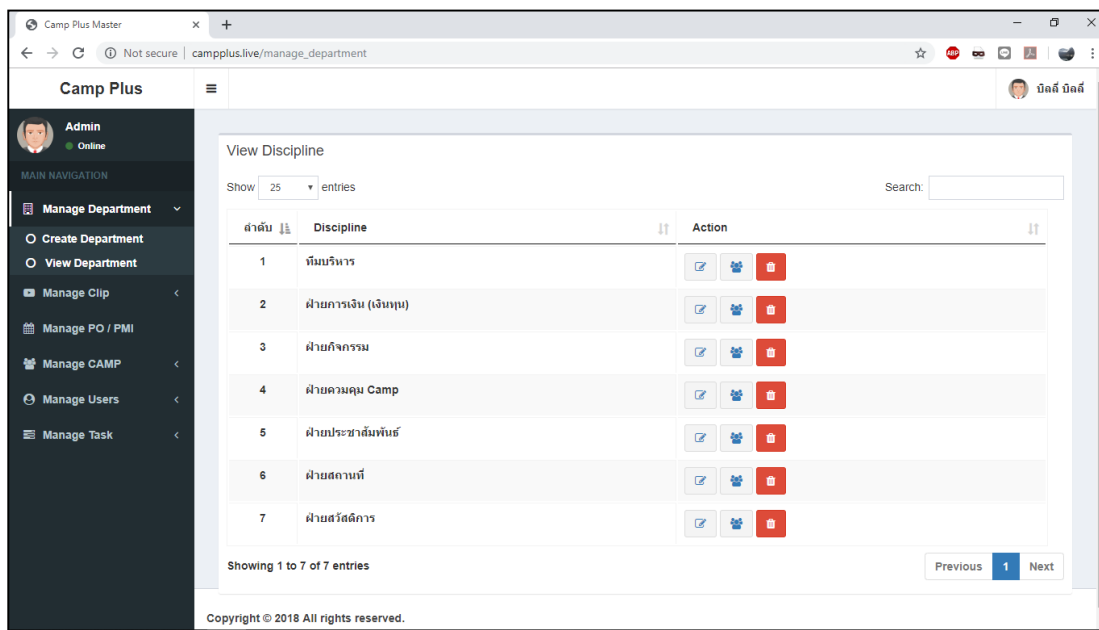 Camp Plus Master
Not secure | campplus.live/manage_department
ABP
Camp Plus
บิดดี่ บิดดี่
Admin
Online
MAIN NAVIGATION
Manage Department
Create Department
View Department
Manage Clip
Manage PO / PMI
Manage CAMP
Manage Users
Manage Task
View Discipline
Show 25 entries
Search:
ลำดับ Discipline Action
1 ทีมบริหาร
2 ฝ่ายการเงิน (เงินทุน)
3 ฝ่ายกิจกรรม
4 ฝ่ายควมคุม Camp
5 ฝ่ายประชาสัมพันธ์
6 ฝ่ายสถานที่
7 ฝ่ายสวัสดิการ
Showing 1 to 7 of 7 entries
Previous 1 Next
Copyright © 2018 All rights reserved.